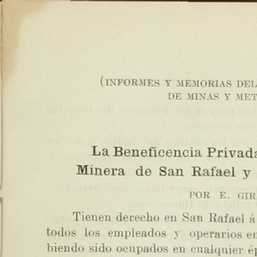 (INFORMES Y MEMORIAS DEL
DE MINAS Y MET
La Beneficencia Privada
Minera de San Rafael y
POR E. GIR
Tienen derecho en San Rafael á
todos los empleados y operarios en
biendo sido ocupados en cualquier ép